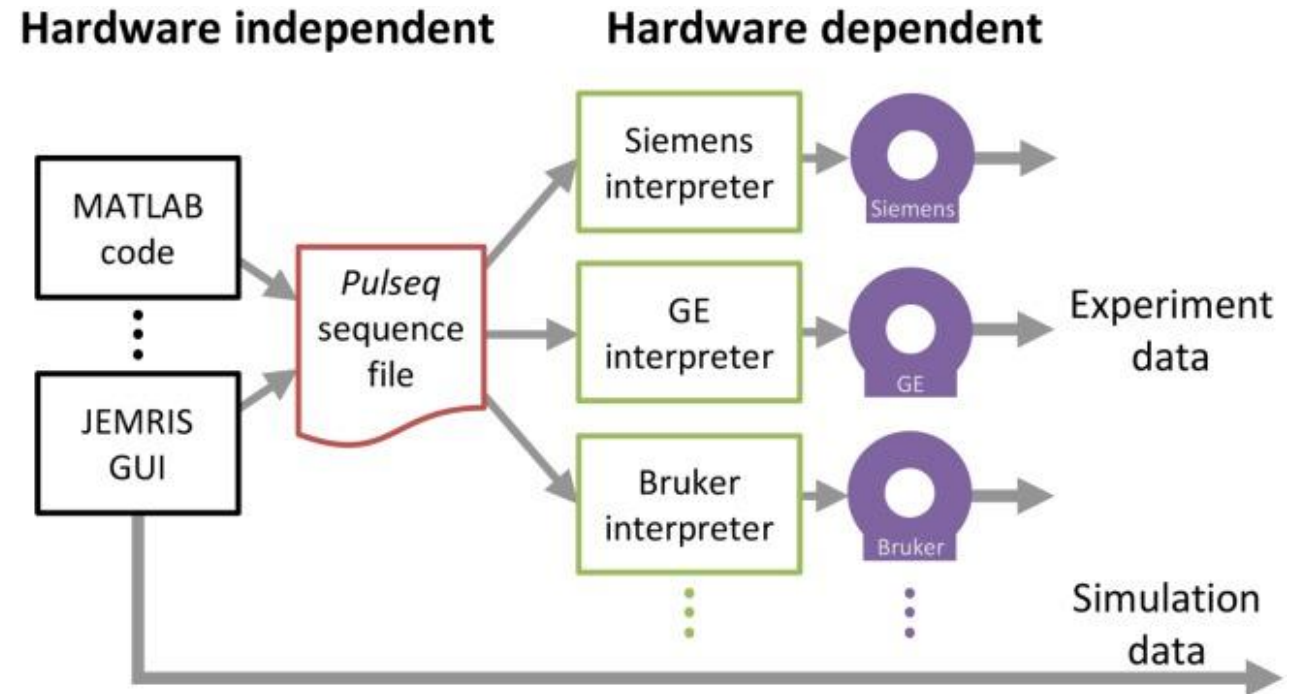 Hardware independent
Hardware dependent
MATLAB
code
JEMRIS
GUI
Pulseq
sequence
file
Siemens
interpreter
Siemens
GE
interpreter
GE
Bruker
interpreter
Bruker
Experiment
data
Simulation
data